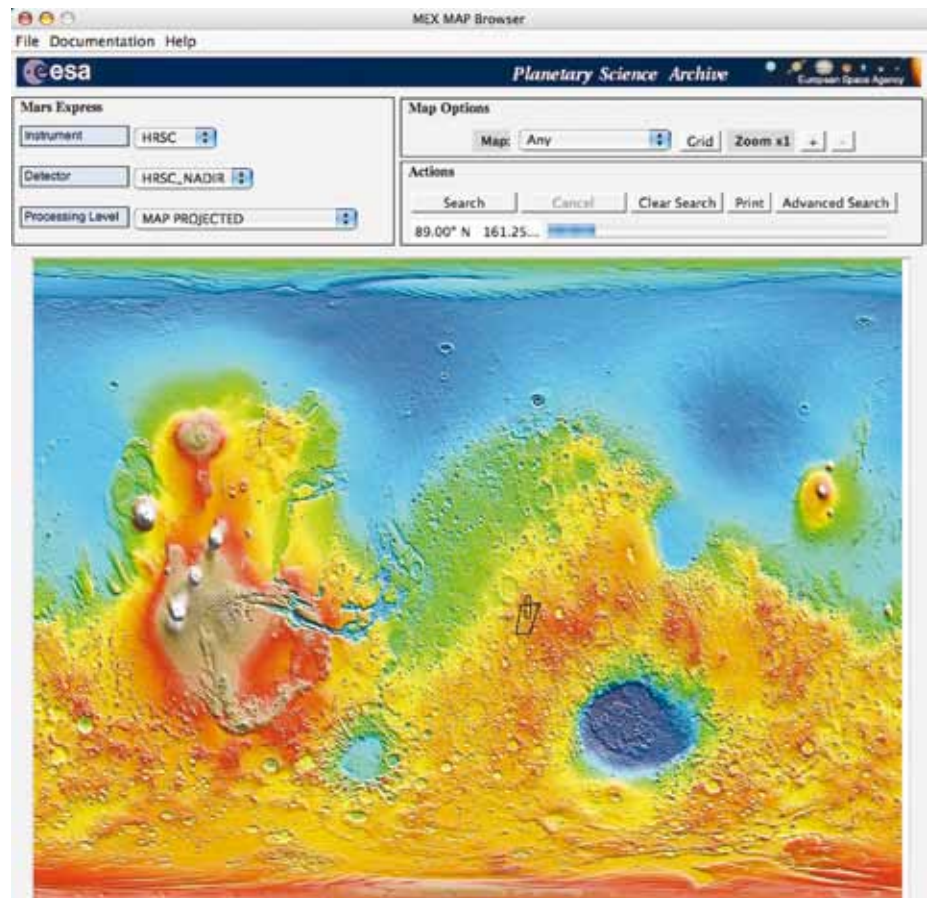 MEX MAP Browser
File Documentation Help
esa Planetary Science Archive European Space Agency
Mars Express
Instrument HRSC
Detector HRSC_NADIR
Processing Level MAP PROJECTED
Map Options
Map: Any Grid Zoom x1 + -
Actions
Search Cancel Clear Search Print Advanced Search
89.00° N 161.25...